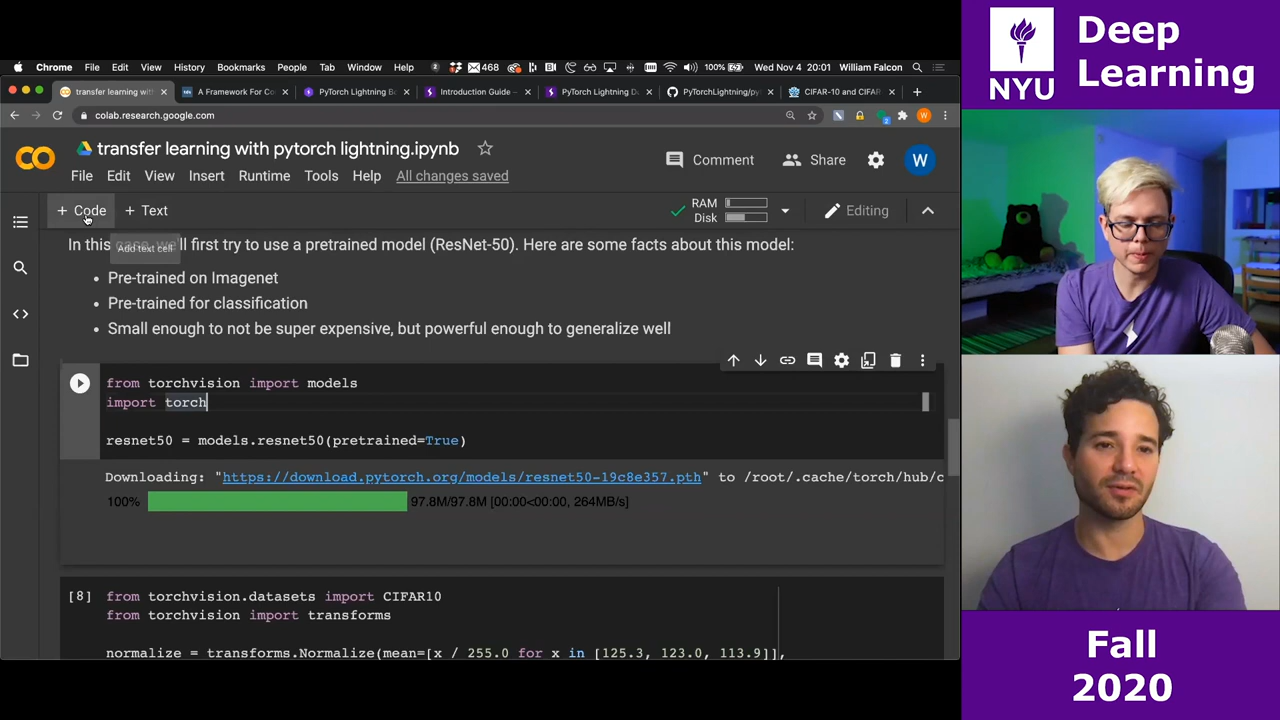 Chrome File Edit View History Bookmarks People Tab Window Help 468 100% Wed Nov 4 20:01 William Falcon
transfer learning with A Framework For Co PyTorch Lightning B Introduction Guide – PyTorch Lightning D PyTorchLightning/py CIFAR-10 and CIFAR
colab.research.google.com
transfer learning with pytorch lightning.ipynb
Comment Share W
File Edit View Insert Runtime Tools Help All changes saved
+ Code + Text
RAM
Disk
Editing
In this ll first try to use a pretrained model (ResNet-50). Here are some facts about this model:
Add text cell
• Pre-trained on Imagenet
• Pre-trained for classification
• Small enough to not be super expensive, but powerful enough to generalize well
from torchvision import models
import torch
resnet50 = models.resnet50(pretrained=True)
Downloading: "https://download.pytorch.org/models/resnet50-19c8e357.pth" to /root/.cache/torch/hub/c
100% 97.8M/97.8M [00:00<00:00, 264MB/s]
[8] from torchvision.datasets import CIFAR10
from torchvision import transforms
normalize = transforms.Normalize(mean=[x / 255.0 for x in [125.3, 123.0, 113.9]],
NYU
Deep
Learning
Fall
2020